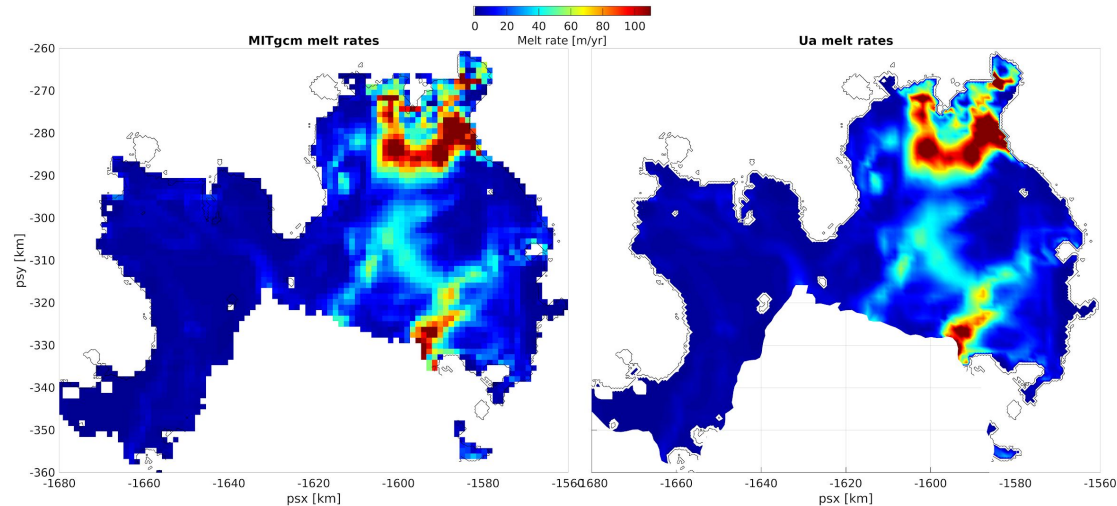 0 20 40 60 80 100
Melt rate [m/yr]
MITgcm melt rates
Ua melt rates
-260
-270
-280
-290
-300
-310
-320
-330
-340
-350
-360
psy [km]
-1680 -1660 -1640 -1620 -1600 -1580 -1560
psx [km]
-1680 -1660 -1640 -1620 -1600 -1580 -1560
psx [km]